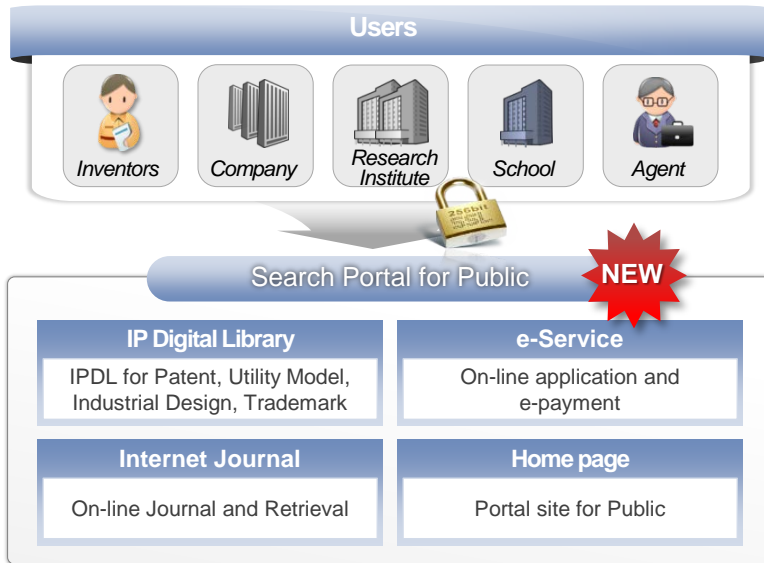 Users
Inventors
Company
Research
Institute
School
Agent
256bit
SSL
Search Portal for Public
NEW
IP Digital Library
IPDL for Patent, Utility Model,
Industrial Design, Trademark
e-Service
On-line application and
e-payment
Internet Journal
On-line Journal and Retrieval
Home page
Portal site for Public